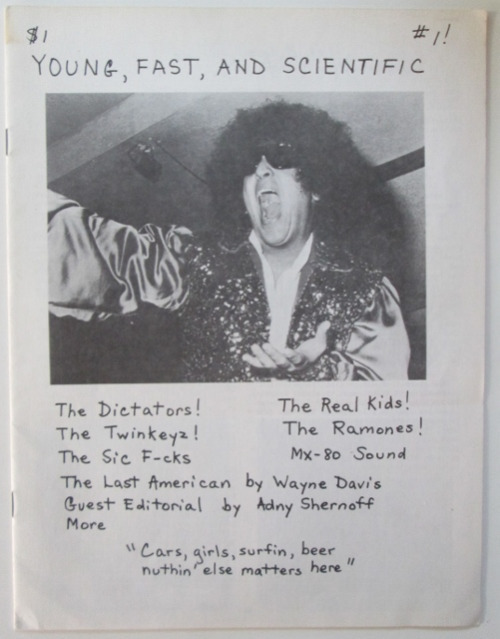 $1 #1!
YOUNG, FAST, AND SCIENTIFIC
The Dictators! The Real Kids!
The Twinkeyz! The Ramones!
The Sic F-cks MX-80 Sound
The Last American by Wayne Davis
Guest Editorial by Adny Shernoff
More
"Cars, girls, surfin, beer
nuthin' else matters here"